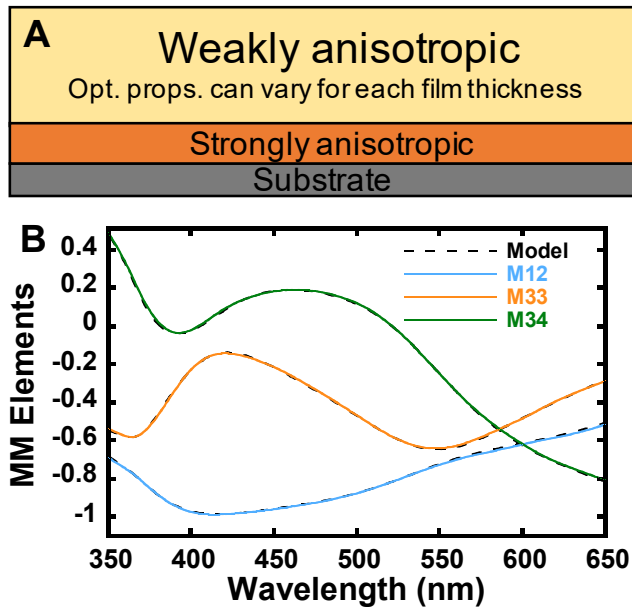 A
Weakly anisotropic
Opt. props. can vary for each film thickness
Strongly anisotropic
Substrate
B
Model
M12
M33
M34
MM Elements
0.4
0.2
0
-0.2
-0.4
-0.6
-0.8
-1
350 400 450 500 550 600 650
Wavelength (nm)